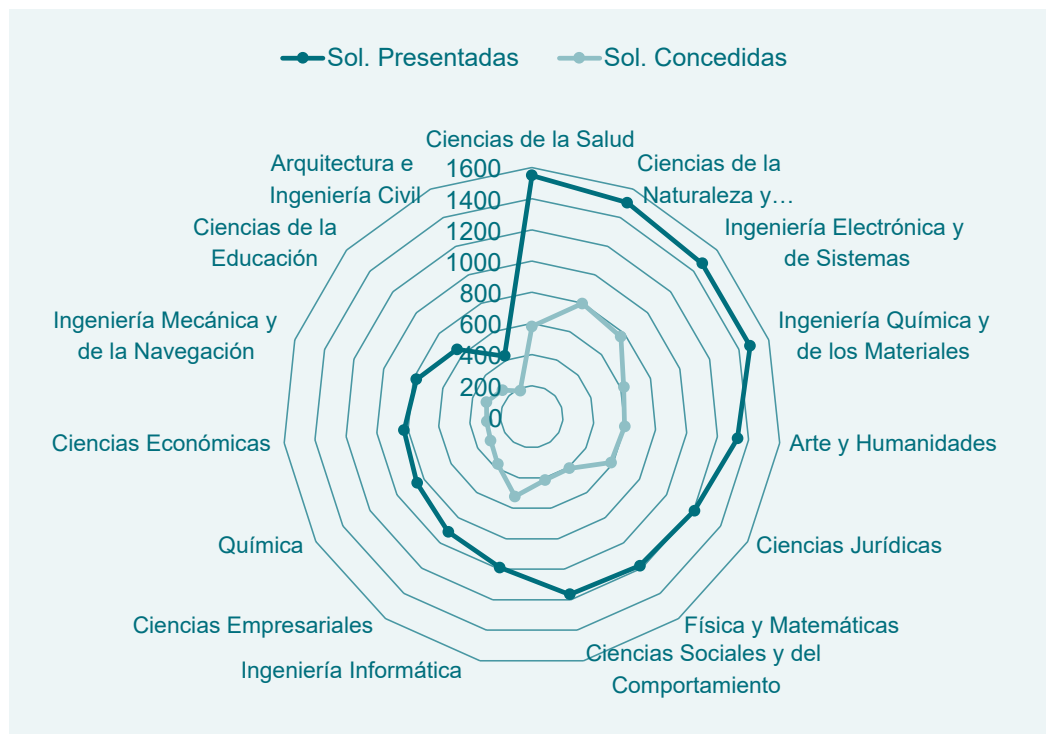 Sol. Presentadas
Sol. Concedidas
Ciencias de la Salud
Ciencias de la
Naturaleza y…
Ingeniería Electrónica y
de Sistemas
Ingeniería Química y
de los Materiales
Arte y Humanidades
Ciencias Jurídicas
Física y Matemáticas
Ciencias Sociales y del
Comportamiento
Ingeniería Informática
Ciencias Empresariales
Química
Ciencias Económicas
Ingeniería Mecánica y
de la Navegación
Ciencias de la
Educación
Arquitectura e
Ingeniería Civil
1600
1400
1200
1000
800
600
400
200
0